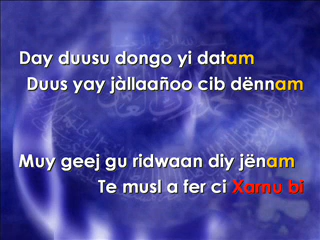 Day duusu dongo yi datam
Duus yay jàllaañoo cib dënnam
Muy geej gu ridwaan diy jënam
Te musl a fer ci Xarnu bi